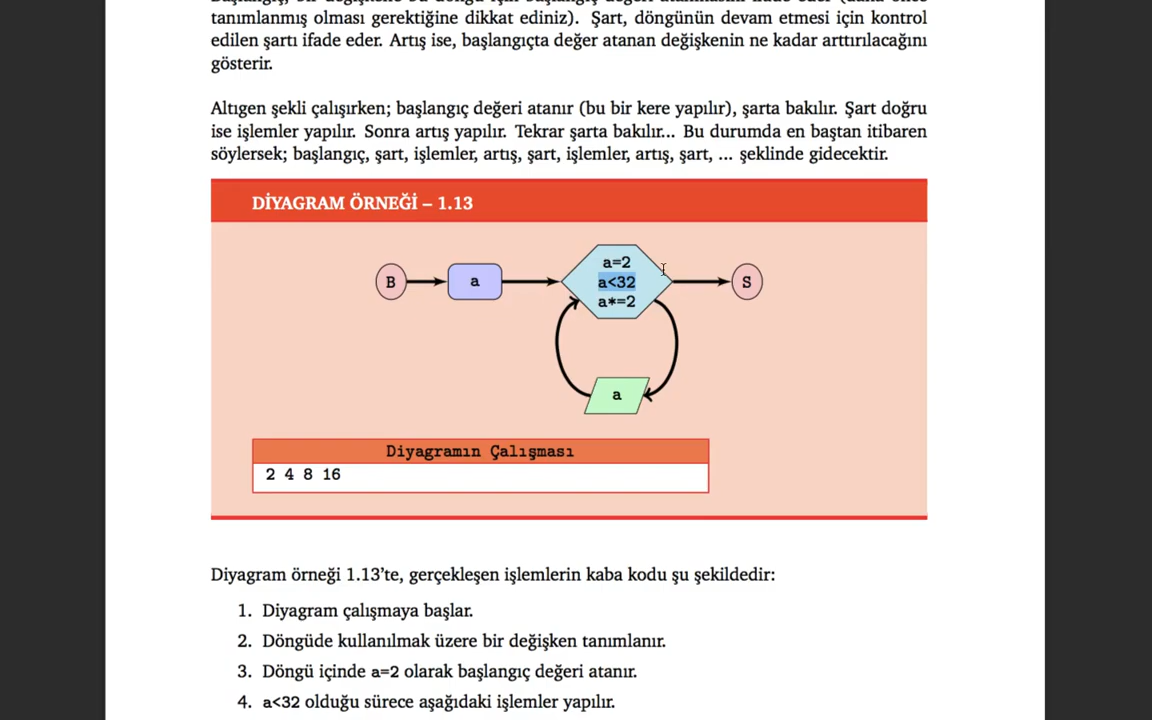 tanımlanmış olması gerektiğine dikkat ediniz). Şart, döngünün devam etmesi için kontrol
edilen şartı ifade eder. Artış ise, başlangıçta değer atanan değişkenin ne kadar arttırılacağını
gösterir.
Altıgen şekli çalışırken; başlangıç değeri atanır (bu bir kere yapılır), şarta bakılır. Şart doğru
ise işlemler yapılır. Sonra artış yapılır. Tekrar şarta bakılır... Bu durumda en baştan itibaren
söylersek; başlangıç, şart, işlemler, artış, şart, işlemler, artış, şart, ... şeklinde gidecektir.
DİYAGRAM ÖRNEĞİ – 1.13
a=2
B a a<32 S
a*=2
a
Diyagramın Çalışması
2 4 8 16
Diyagram örneği 1.13’te, gerçekleşen işlemlerin kaba kodu şu şekildedir:
1. Diyagram çalışmaya başlar.
2. Döngüde kullanılmak üzere bir değişken tanımlanır.
3. Döngü içinde a=2 olarak başlangıç değeri atanır.
4. a<32 olduğu sürece aşağıdaki işlemler yapılır.